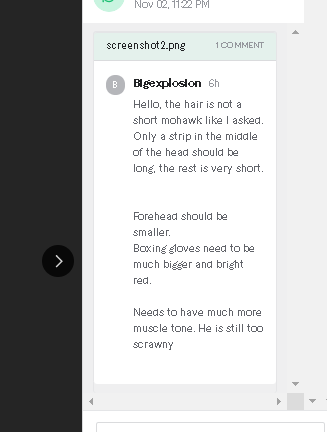 Nov 02, 11:22 PM
screenshot2.png 1 COMMENT
B Bigexplosion 6h
Hello, the hair is not a
short mohawk like I asked.
Only a strip in the middle
of the head should be
long, the rest is very short.
Forehead should be
smaller.
Boxing gloves need to be
much bigger and bright
red.
Needs to have much more
muscle tone. He is still too
scrawny